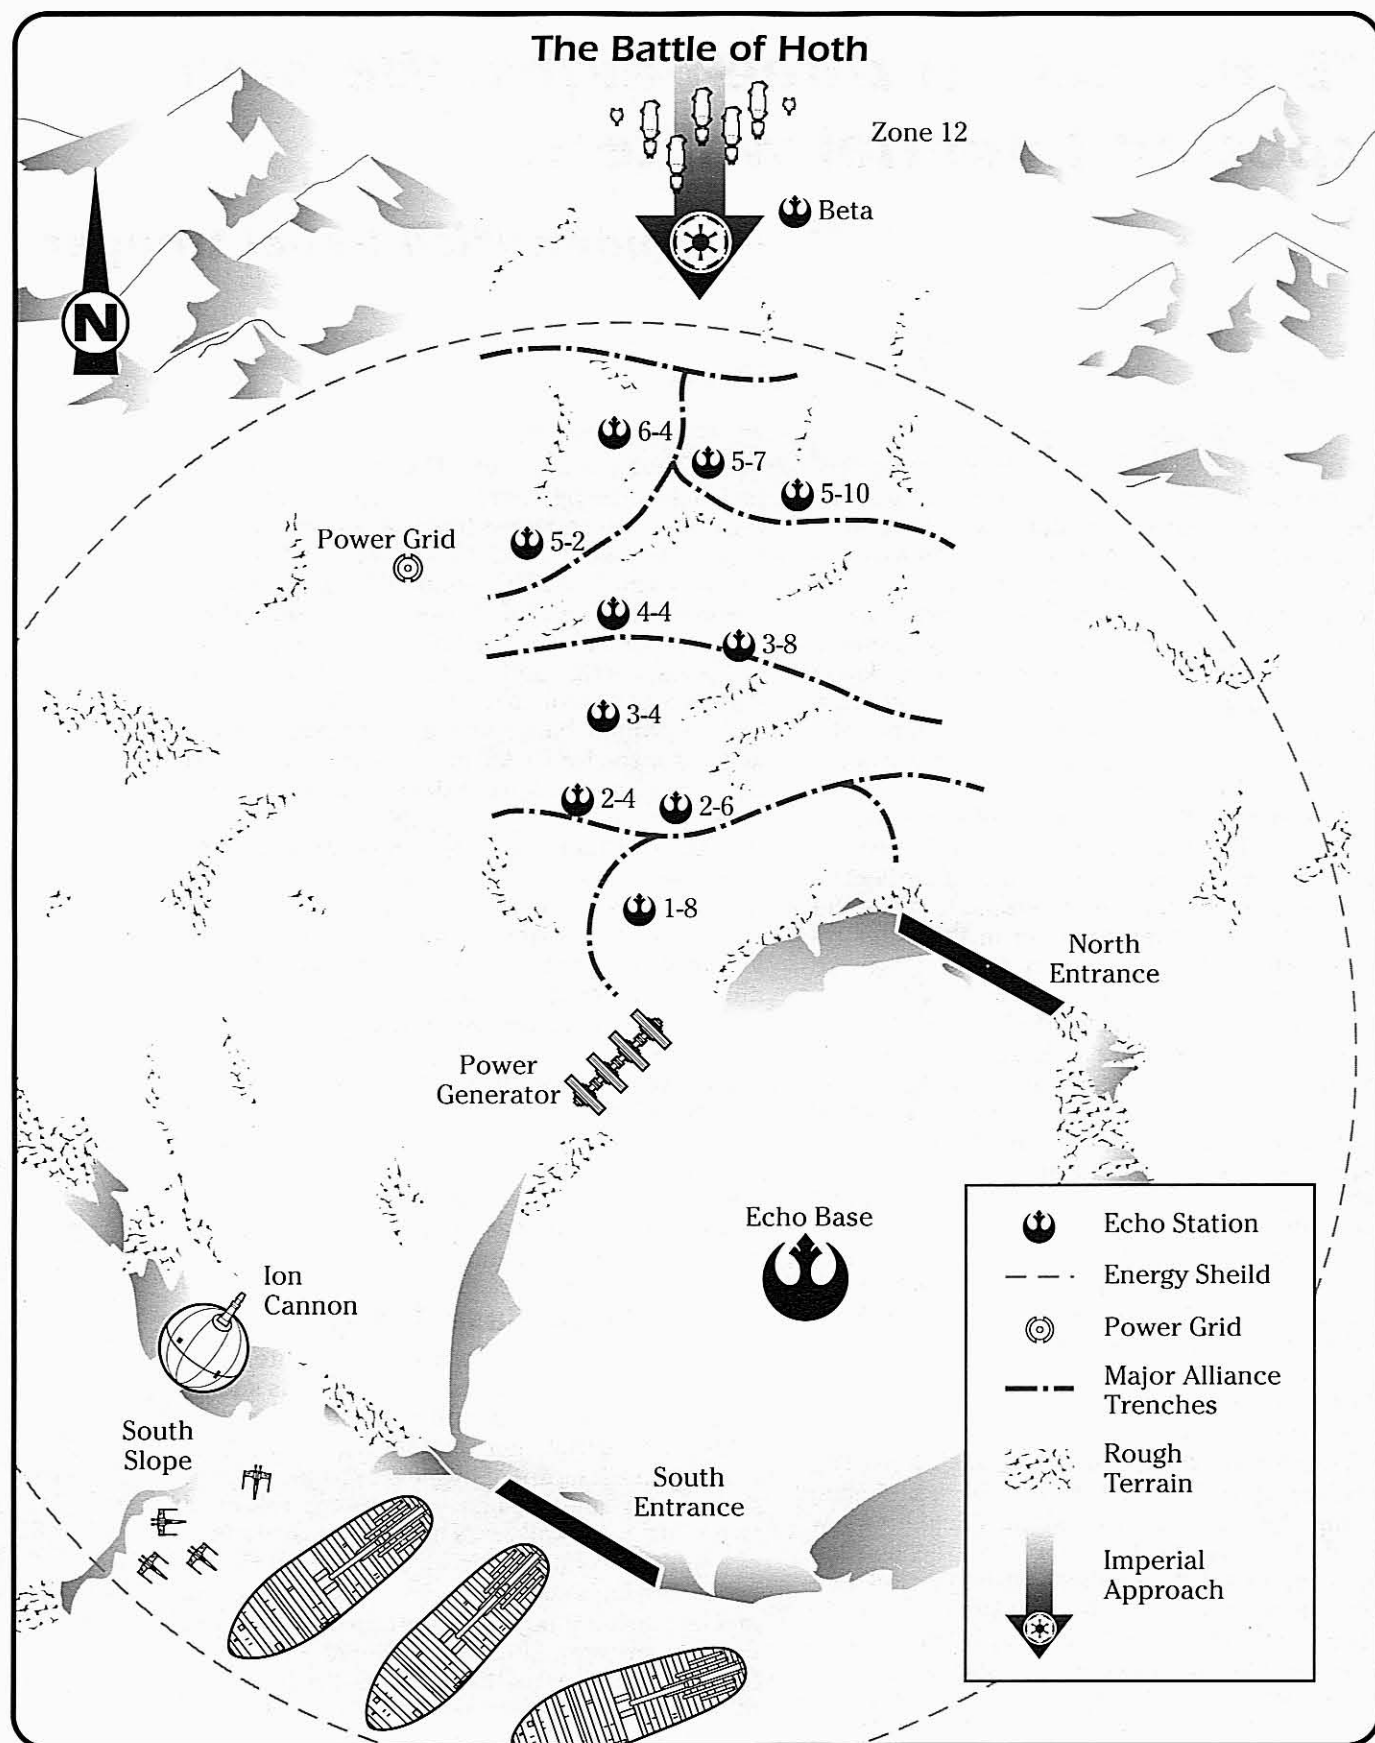 The Battle of Hoth
Zone 12
Beta
N
6-4
5-7
5-10
Power Grid
5-2
4-4
3-8
3-4
2-4
2-6
1-8
North
Entrance
Power
Generator
Echo Base
Ion
Cannon
South
Slope
South
Entrance
Echo Station
Energy Sheild
Power Grid
Major Alliance
Trenches
Rough
Terrain
Imperial
Approach